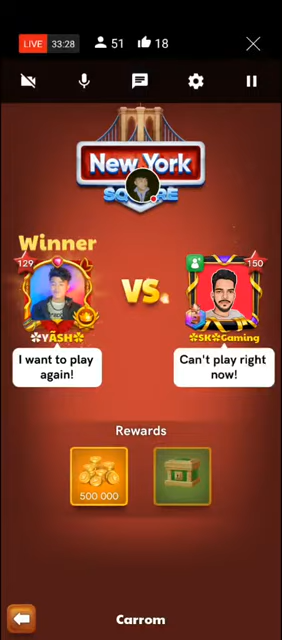 LIVE 33:28 51 18
New York
SQUARE
Winner
129
150
VS
✿YÄSH✿
✿SK✿Gaming
I want to play
again!
Can't play right
now!
Rewards
500 000
Carrom